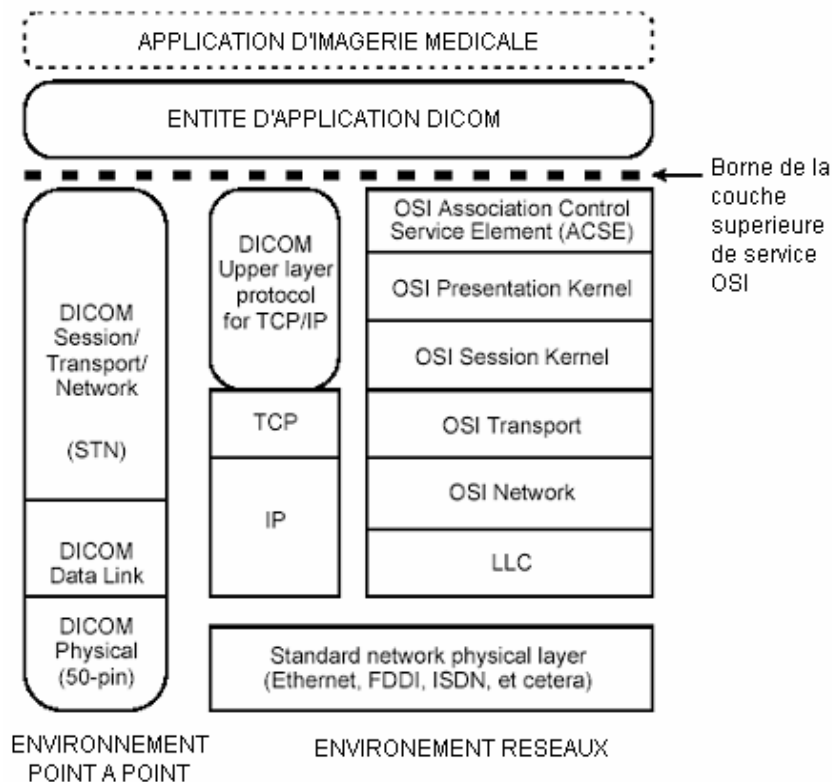 APPLICATION D'IMAGERIE MEDICALE
ENTITE D'APPLICATION DICOM
Borne de la
couche
superieure
de service
OSI
DICOM
Session/
Transport/
Network
(STN)
DICOM
Data Link
DICOM
Physical
(50-pin)
DICOM
Upper layer
protocol
for TCP/IP
TCP
IP
OSI Association Control
Service Element (ACSE)
OSI Presentation Kernel
OSI Session Kernel
OSI Transport
OSI Network
LLC
Standard network physical layer
(Ethernet, FDDI, ISDN, et cetera)
ENVIRONNEMENT
POINT A POINT
ENVIRONEMENT RESEAUX